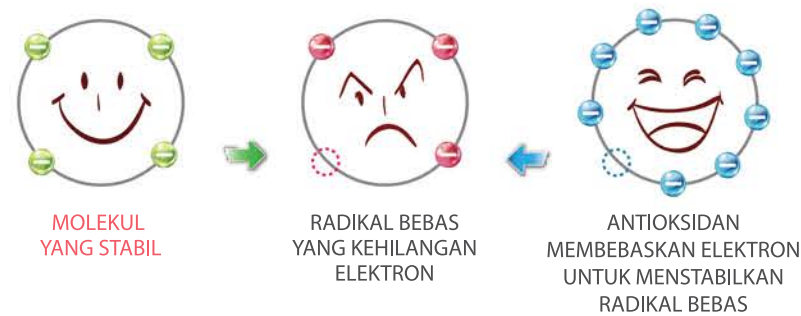 MOLEKUL
YANG STABIL
RADIKAL BEBAS
YANG KEHILANGAN
ELEKTRON
ANTIOKSIDAN
MEMBEBASKAN ELEKTRON
UNTUK MENSTABILKAN
RADIKAL BEBAS